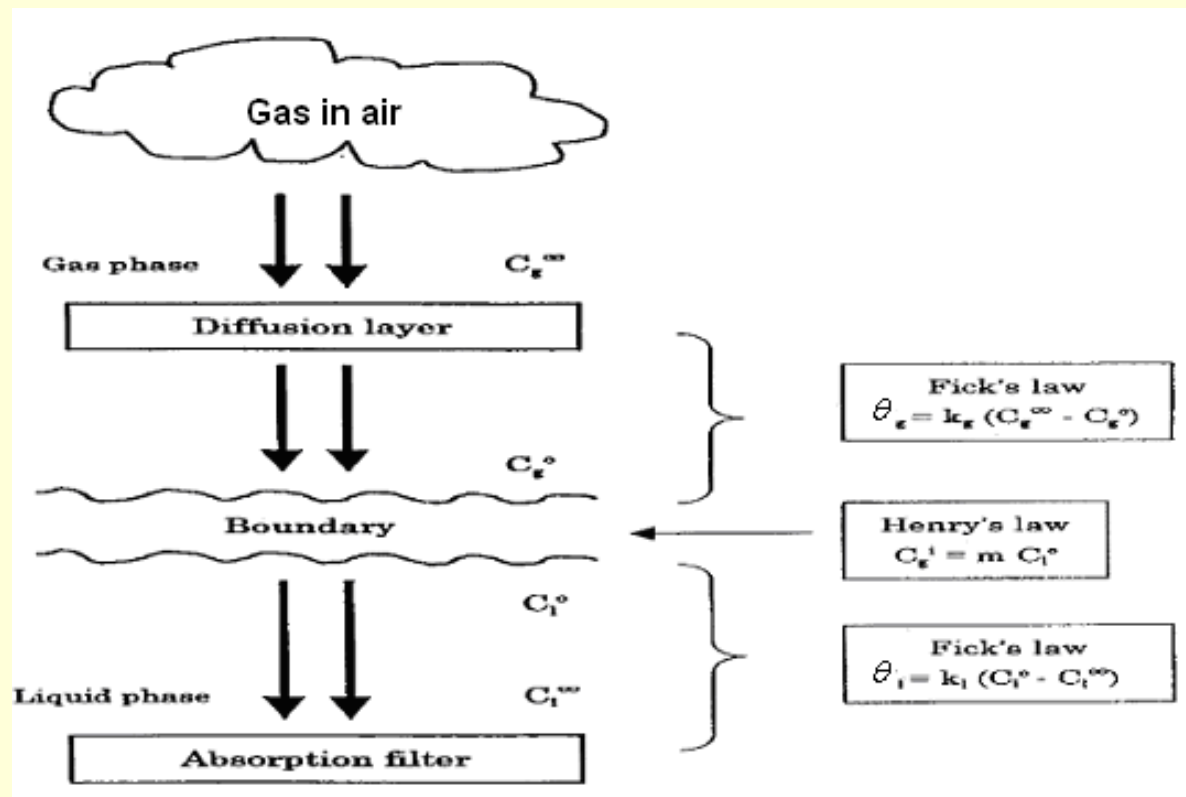 Gas in air
Gas phase
C_g^∞
Diffusion layer
Fick's law
θ_g = k_g (C_g^∞ - C_g^o)
C_g^o
Boundary
Henry's law
C_g^i = m C_l^o
C_l^o
Fick's law
θ_l = k_l (C_l^o - C_l^∞)
Liquid phase
C_l^∞
Absorption filter